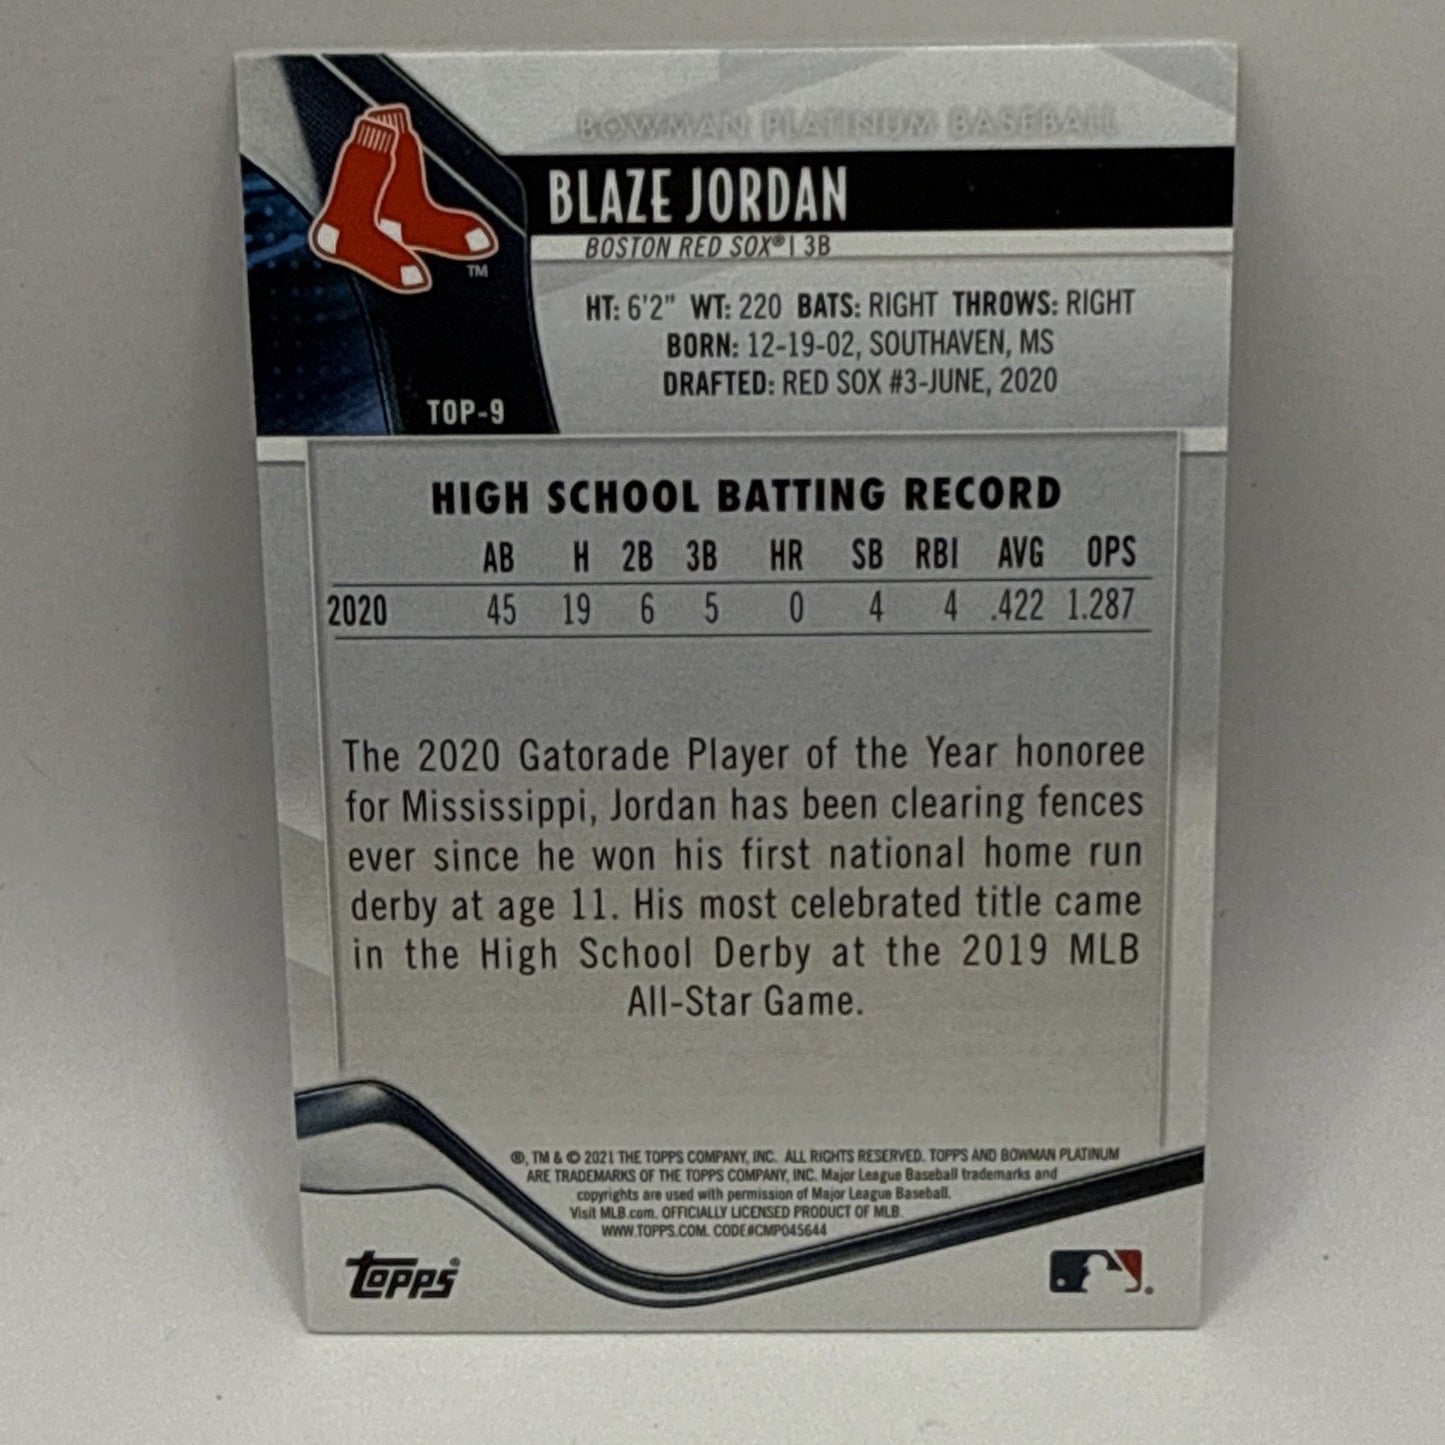 BOWMAN PLATINUM BASEBALL
BLAZE JORDAN
BOSTON RED SOX® | 3B
TM
HT: 6'2" WT: 220 BATS: RIGHT THROWS: RIGHT
BORN: 12-19-02, SOUTHAVEN, MS
DRAFTED: RED SOX #3-JUNE, 2020
TOP-9
HIGH SCHOOL BATTING RECORD
AB H 2B 3B HR SB RBI AVG OPS
2020 45 19 6 5 0 4 4 .422 1.287
The 2020 Gatorade Player of the Year honoree
for Mississippi, Jordan has been clearing fences
ever since he won his first national home run
derby at age 11. His most celebrated title came
in the High School Derby at the 2019 MLB
All-Star Game.
®, TM & © 2021 THE TOPPS COMPANY, INC. ALL RIGHTS RESERVED. TOPPS AND BOWMAN PLATINUM
ARE TRADEMARKS OF THE TOPPS COMPANY, INC. Major League Baseball trademarks and
copyrights are used with permission of Major League Baseball.
Visit MLB.com. OFFICIALLY LICENSED PRODUCT OF MLB.
WWW.TOPPS.COM. CODE#CMP045644
topps®